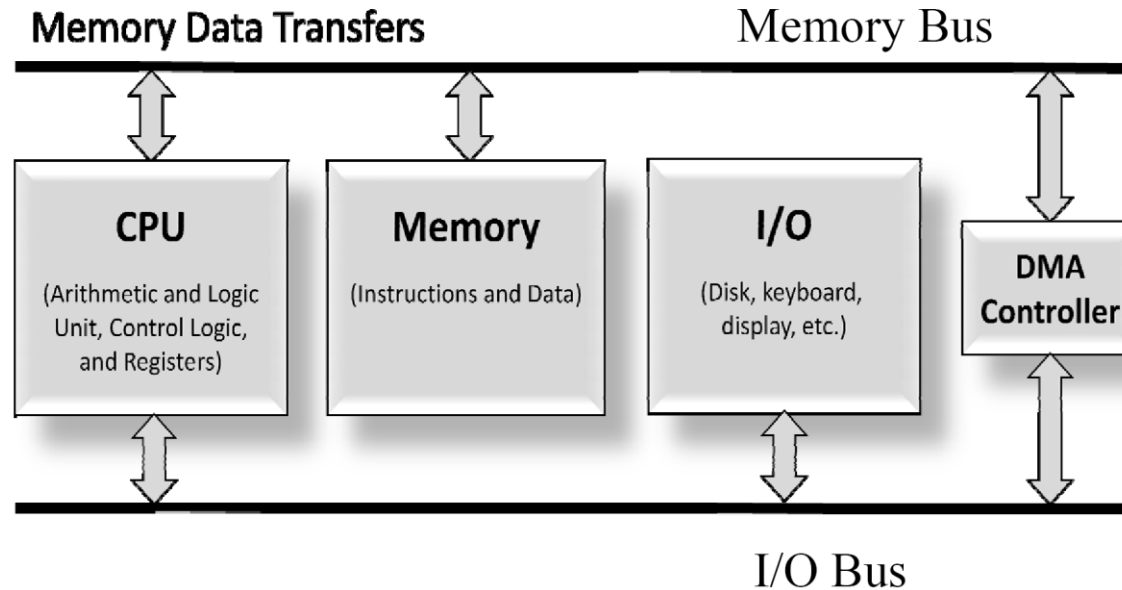 Memory Data Transfers
Memory Bus
CPU
(Arithmetic and Logic
Unit, Control Logic,
and Registers)
Memory
(Instructions and Data)
I/O
(Disk, keyboard,
display, etc.)
DMA
Controller
I/O Bus